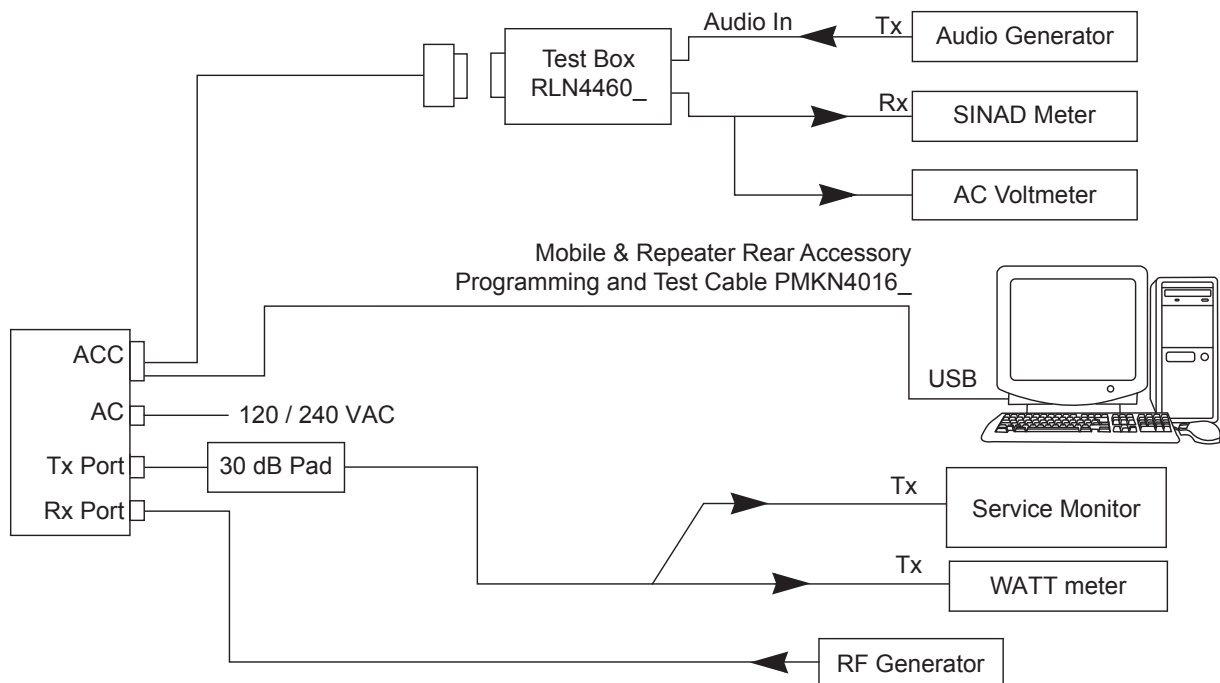 Audio In
Tx
Audio Generator
Test Box
RLN4460_
Rx
SINAD Meter
AC Voltmeter
Mobile & Repeater Rear Accessory
Programming and Test Cable PMKN4016_
USB
ACC
AC
120 / 240 VAC
Tx Port
30 dB Pad
Rx Port
Tx
Service Monitor
Tx
WATT meter
RF Generator